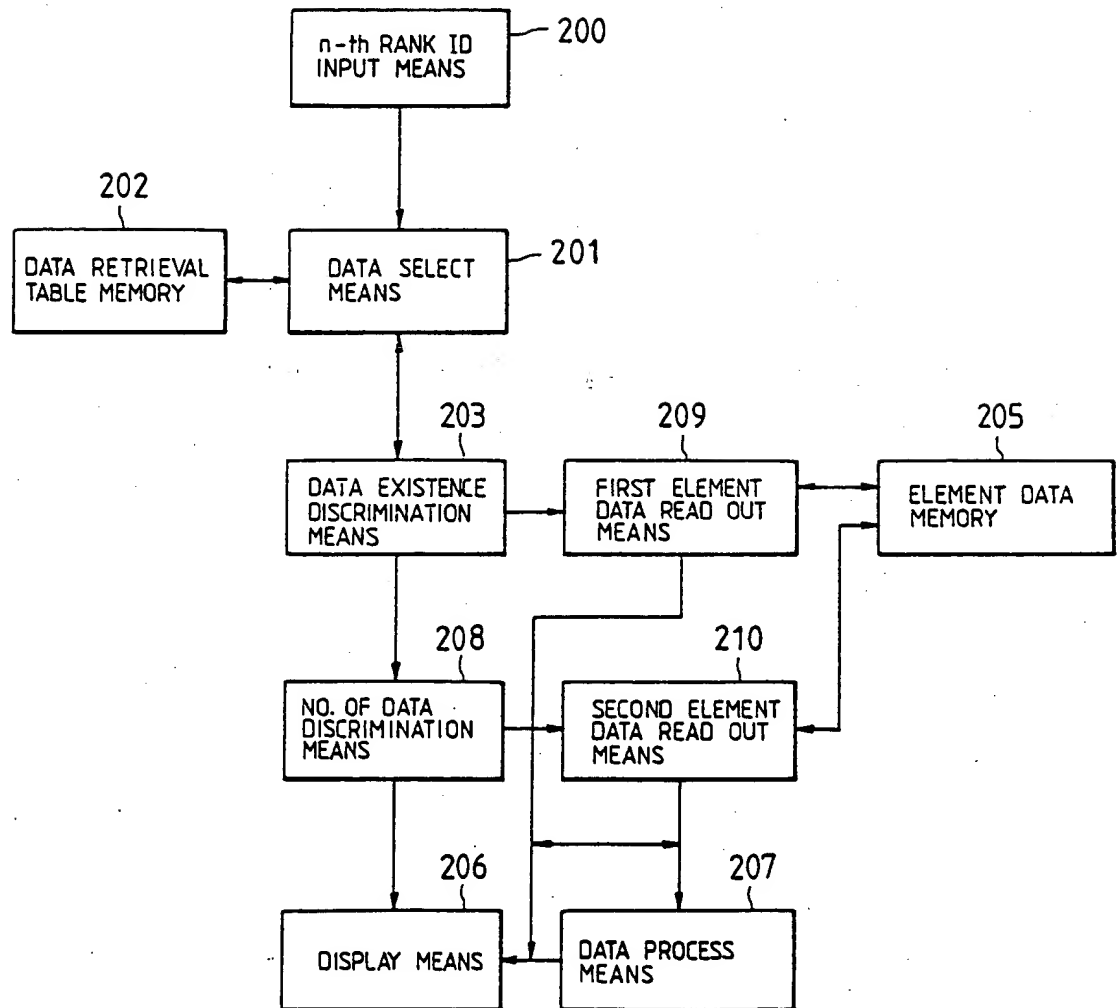 n-th RANK ID
INPUT MEANS
200
202
DATA RETRIEVAL
TABLE MEMORY
DATA SELECT
MEANS
201
203
209
205
DATA EXISTENCE
DISCRIMINATION
MEANS
FIRST ELEMENT
DATA READ OUT
MEANS
ELEMENT DATA
MEMORY
208
210
NO. OF DATA
DISCRIMINATION
MEANS
SECOND ELEMENT
DATA READ OUT
MEANS
206
207
DISPLAY MEANS
DATA PROCESS
MEANS